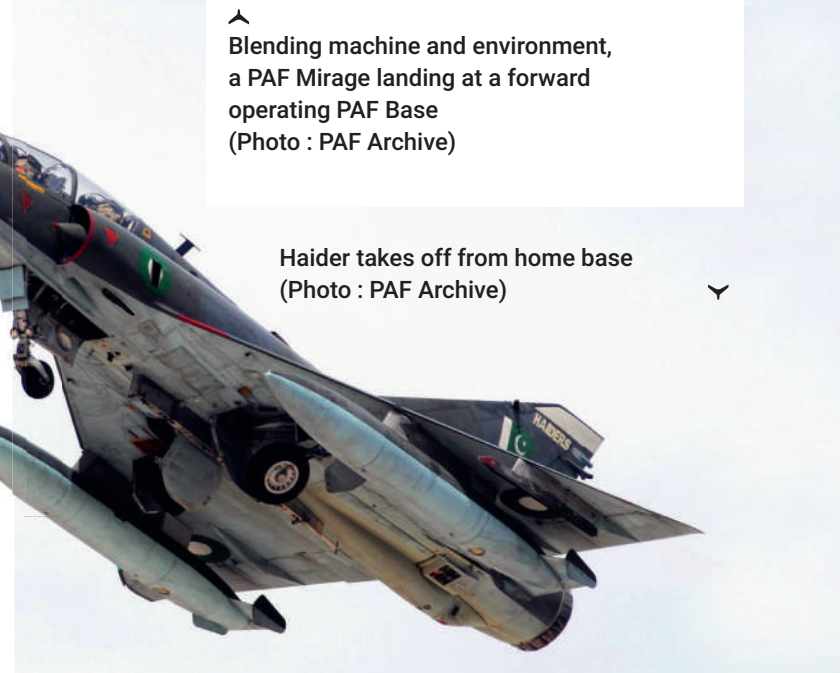 Blending machine and environment,
a PAF Mirage landing at a forward
operating PAF Base
(Photo : PAF Archive)
Haider takes off from home base
(Photo : PAF Archive)
HAIDERS